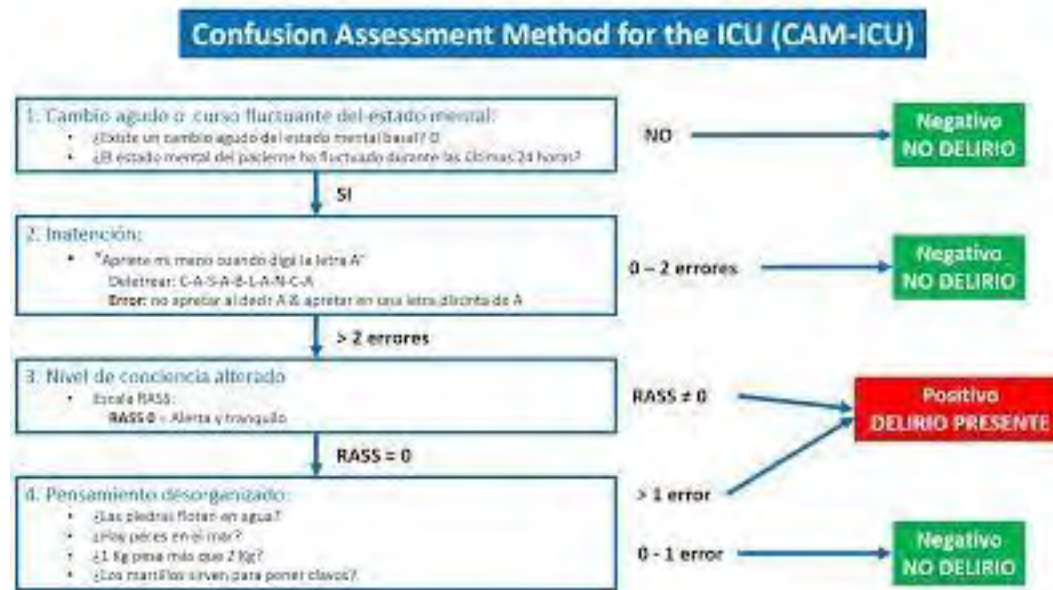 Confusion Assessment Method for the ICU (CAM-ICU)
1. Cambio agudo o curso fluctuante del estado mental:
• ¿Existe un cambio agudo del estado mental basal? O
• ¿El estado mental del paciente ha fluctuado durante las últimas 24 horas?
NO
Negativo
NO DELIRIO
SI
2. Inatención:
• "Apriete mi mano cuando diga la letra A"
Deletrear: C-A-S-A-B-L-A-N-C-A
Error: no apretar al decir A & apretar en una letra distinta de A
0 – 2 errores
Negativo
NO DELIRIO
> 2 errores
3. Nivel de conciencia alterado
• Escala RASS:
RASS 0 – Alerta y tranquilo
RASS ≠ 0
Positivo
DELIRIO PRESENTE
RASS = 0
4. Pensamiento desorganizado:
• ¿Las piedras flotan en agua?
• ¿Hay peces en el mar?
• ¿1 Kg pesa más que 2 Kg?
• ¿Los martillos sirven para poner clavos?
> 1 error
0 - 1 error
Negativo
NO DELIRIO